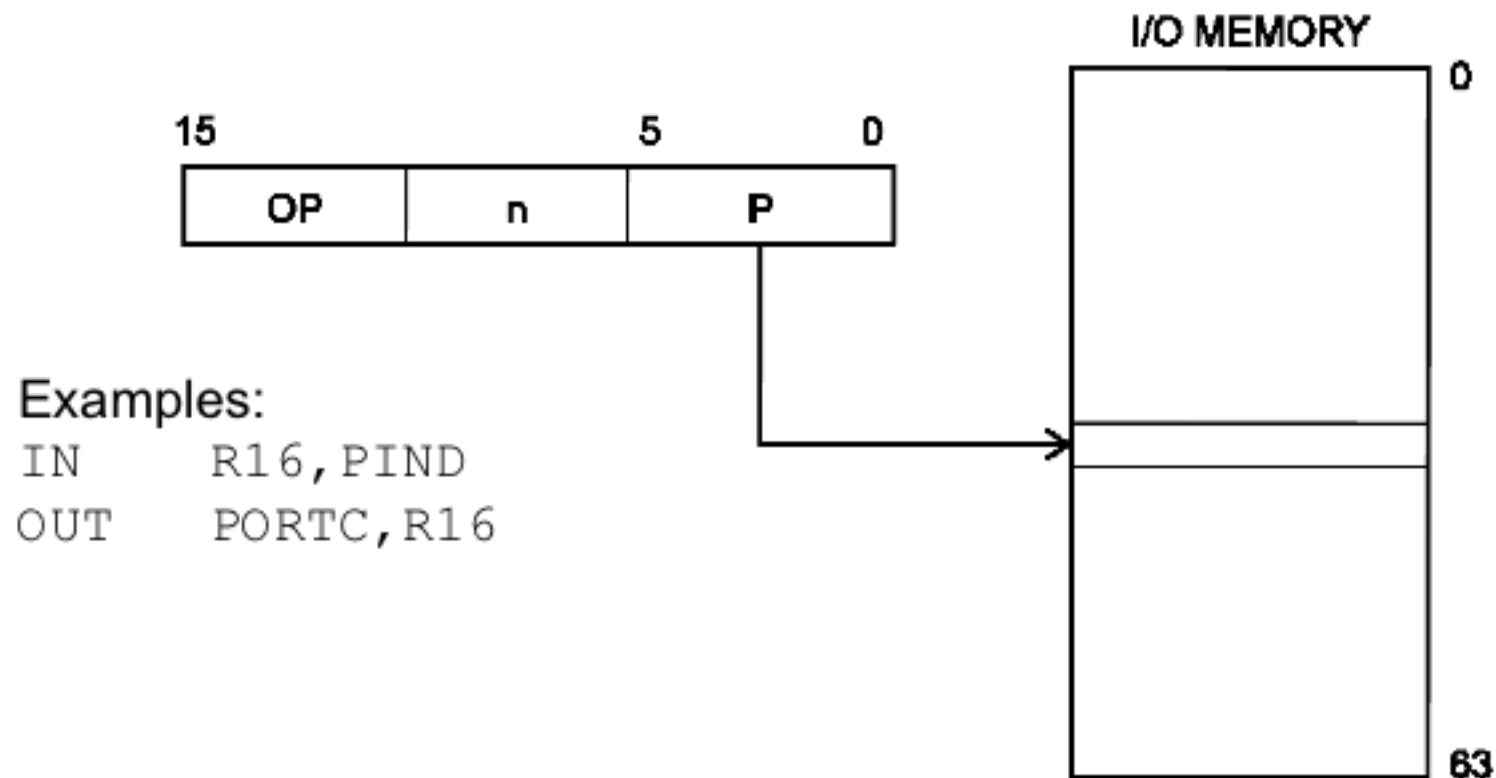 I/O MEMORY
0
15 5 0
OP n P
Examples:
IN R16,PIND
OUT PORTC,R16
63